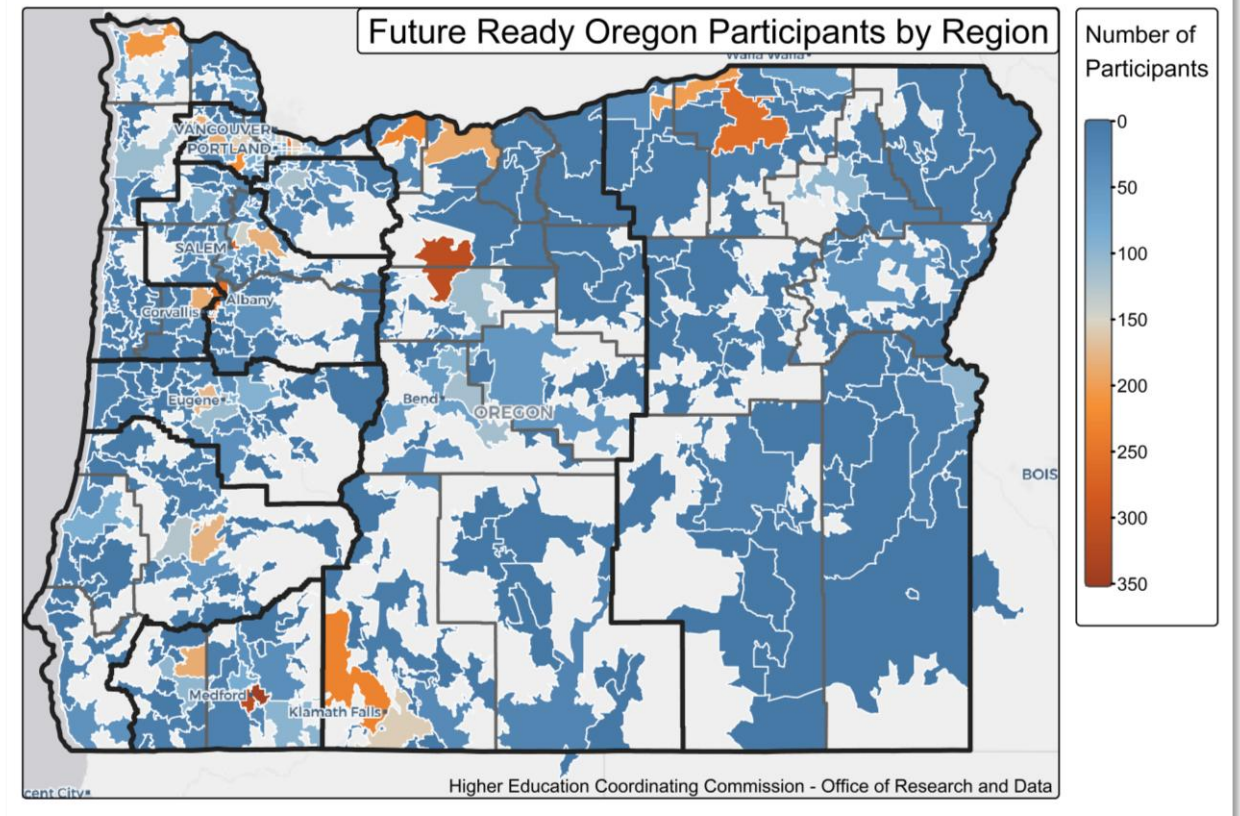 Future Ready Oregon Participants by Region
Number of
Participants
Walla Walla
VANCOUVER
PORTLAND
SALEM
Albany
Corvallis
Eugene
Bend
OREGON
BOIS
Medford
Klamath Falls
cent City
0
50
100
150
200
250
300
350
Higher Education Coordinating Commission - Office of Research and Data